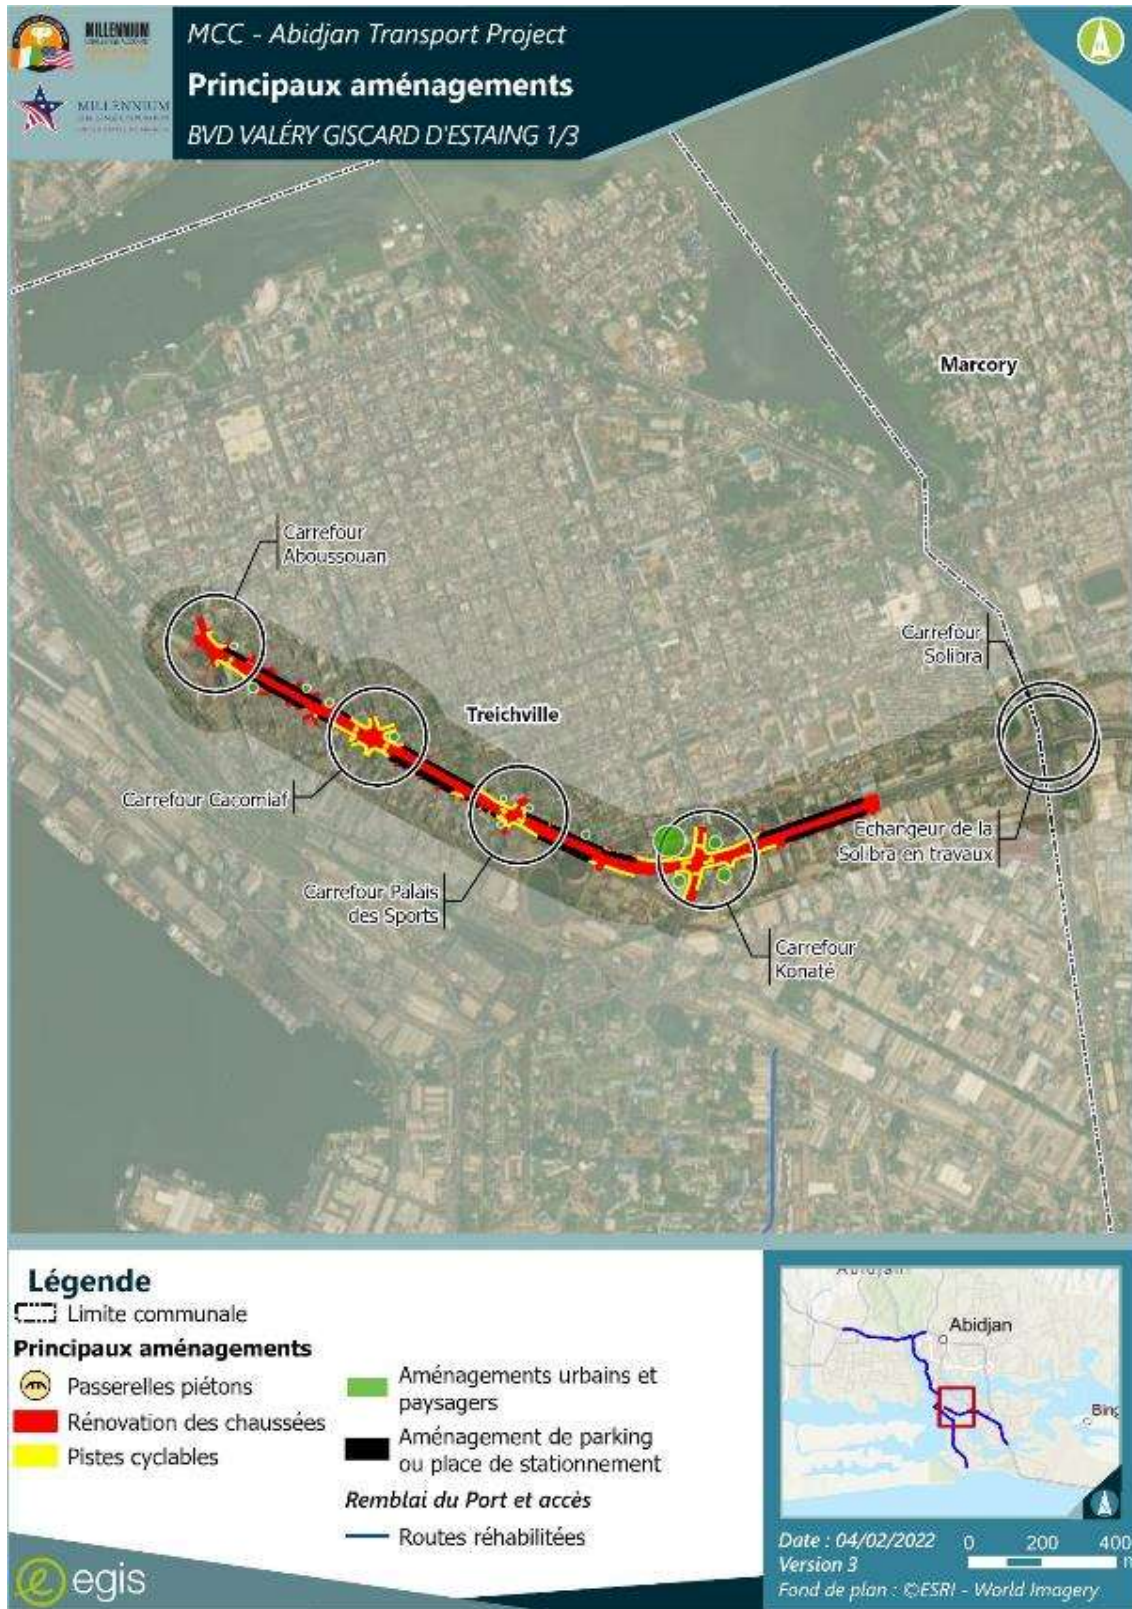 MILLENNIUM
MILLENNIUM
MCC - Abidjan Transport Project
Principaux aménagements
BVD VALÉRY GISCARD D'ESTAING 1/3
N
Marcory
Carrefour
Aboussouan
Carrefour
Solibra
Treichville
Carrefour Cacomiaf
Echangeur de la
Solibra en travaux
Carrefour Palais
des Sports
Carrefour
Konaté
Légende
Limite communale
Principaux aménagements
Passerelles piétons
Rénovation des chaussées
Pistes cyclables
Aménagements urbains et
paysagers
Aménagement de parking
ou place de stationnement
Remblai du Port et accès
Routes réhabilitées
Abidjan
Abidjan
Bing
Date : 04/02/2022
Version 3
0 200 400
m
Fond de plan : ©ESRI - World Imagery
egis